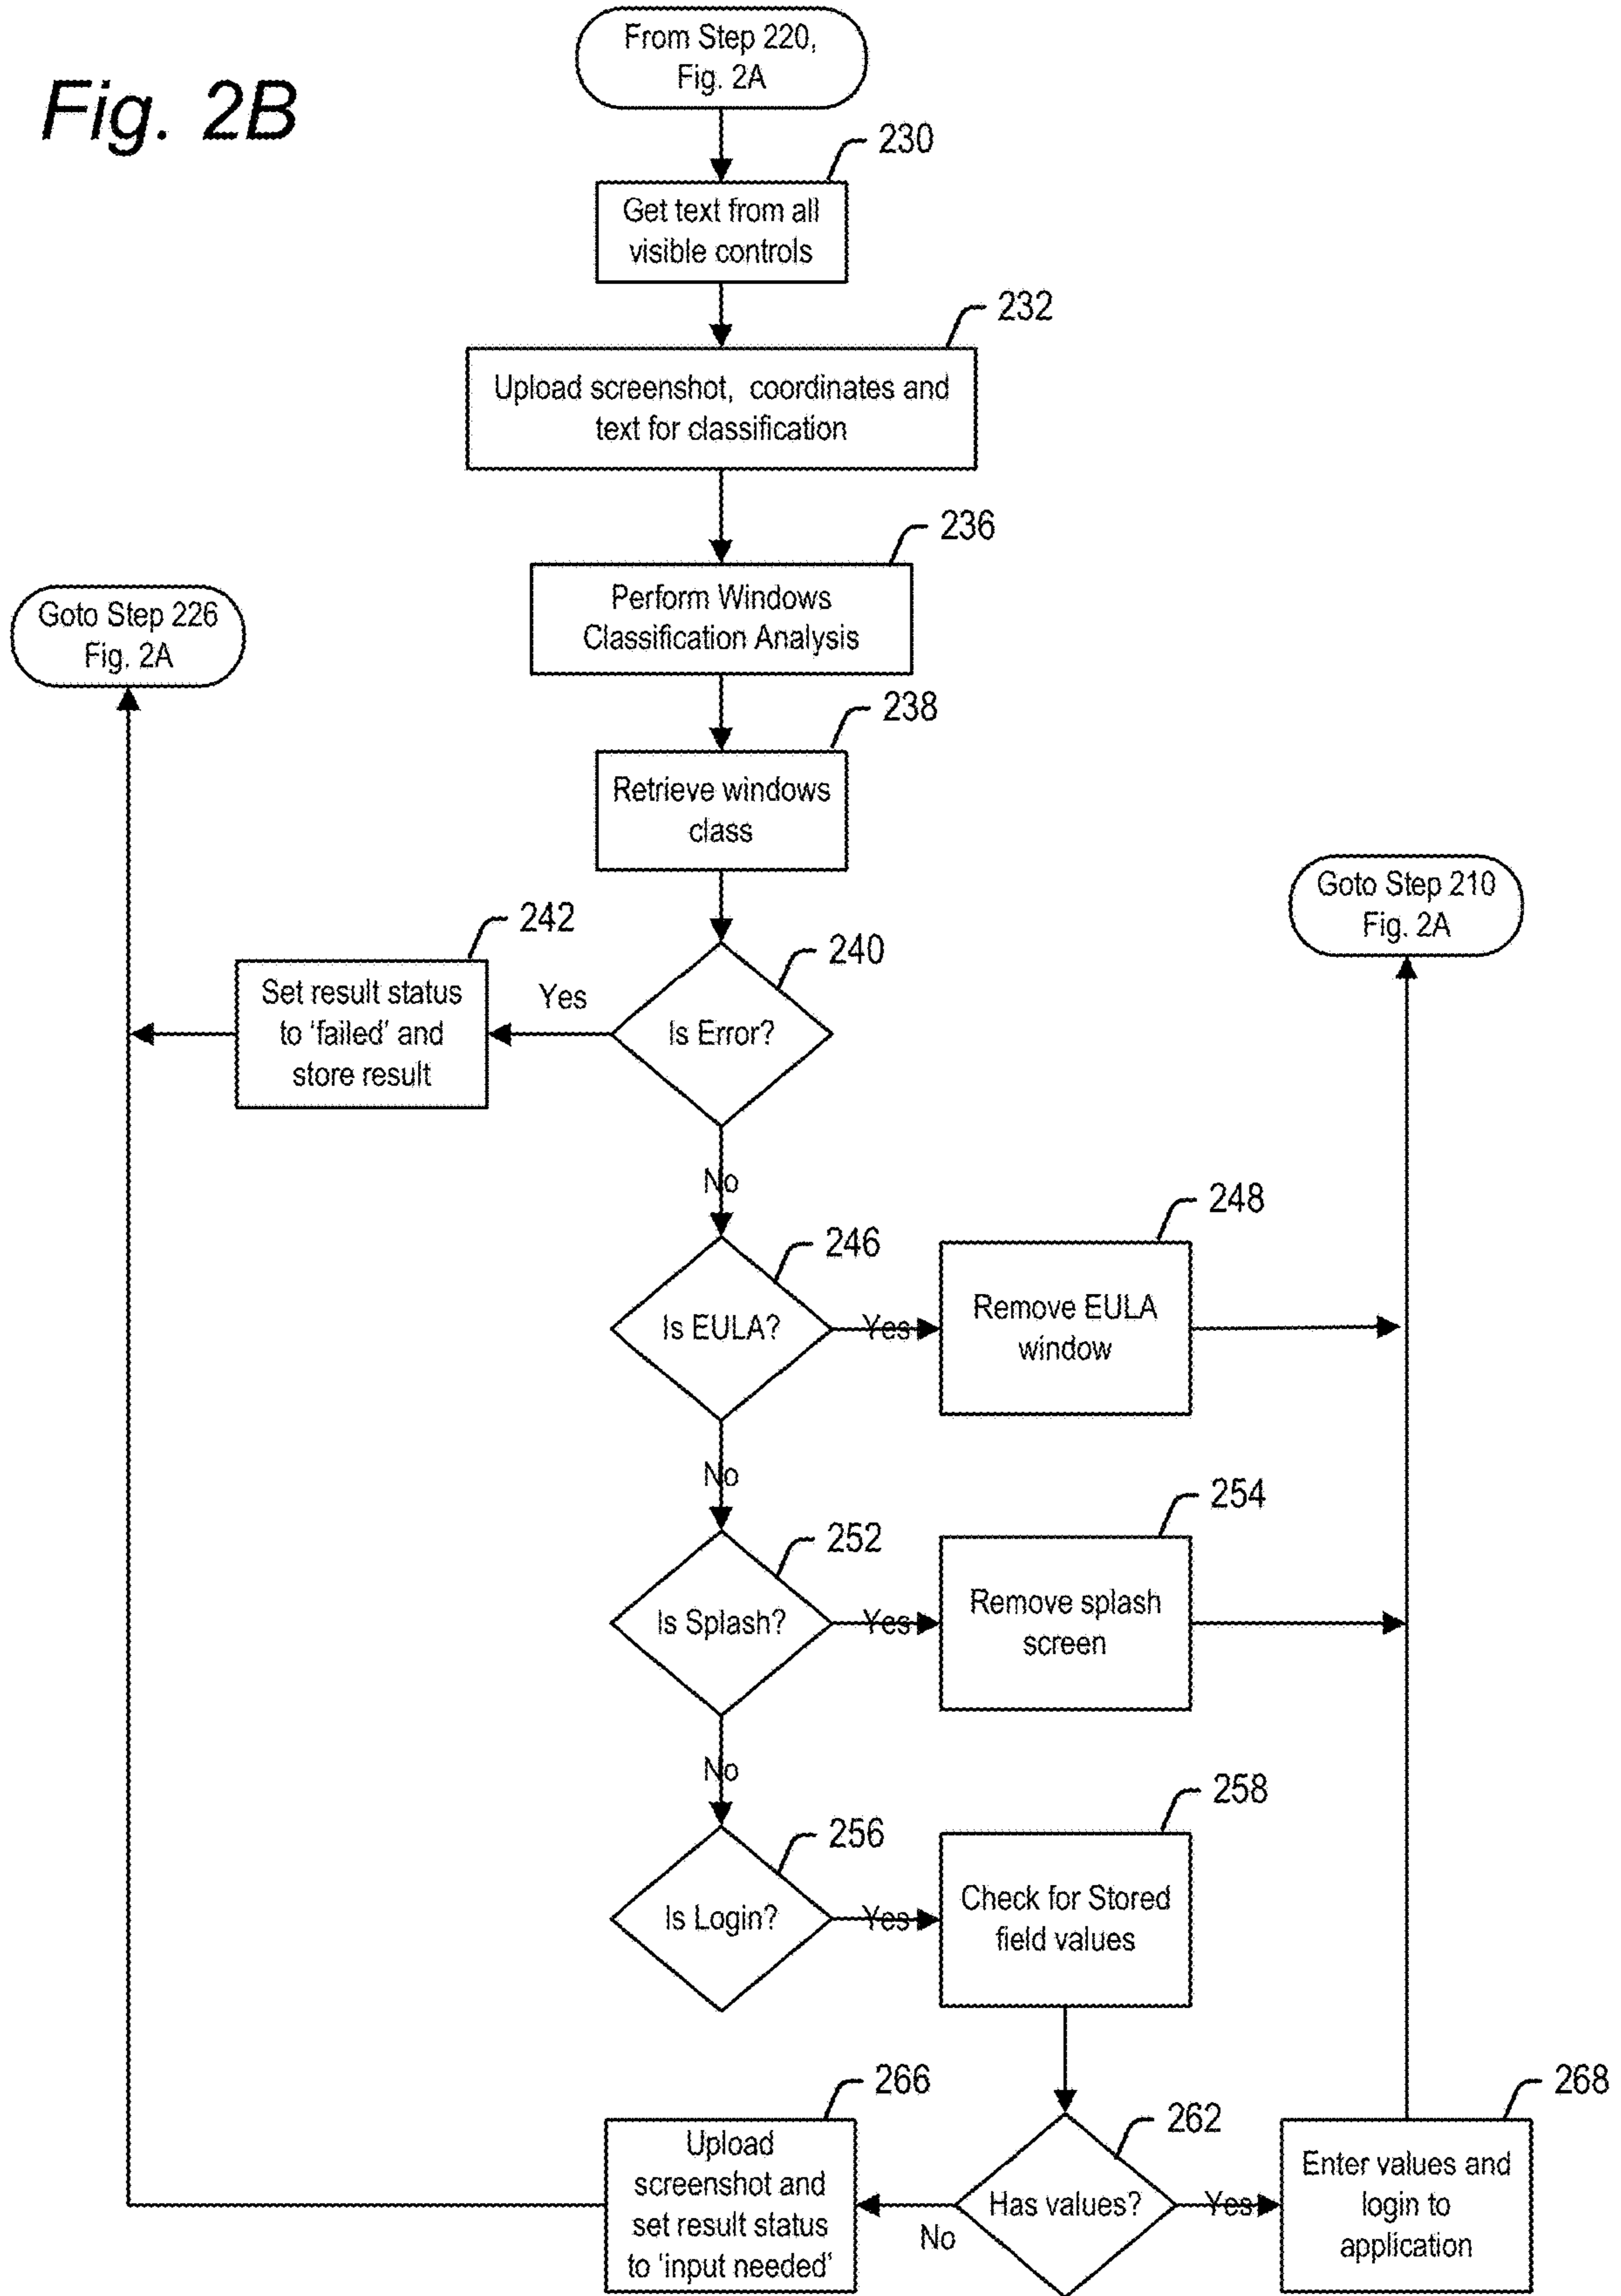 Fig. 2B
From Step 220,
Fig. 2A
230
Get text from all
visible controls
232
Upload screenshot, coordinates and
text for classification
236
Perform Windows
Classification Analysis
Goto Step 226
Fig. 2A
238
Retrieve windows
class
Goto Step 210
Fig. 2A
242
Set result status
to ‘failed’ and
store result
Yes
240
Is Error?
No
246
Is EULA?
Yes
248
Remove EULA
window
No
252
Is Splash?
Yes
254
Remove splash
screen
No
256
Is Login?
Yes
258
Check for Stored
field values
266
Upload
screenshot and
set result status
to ‘input needed’
No
262
Has values?
Yes
268
Enter values and
login to
application